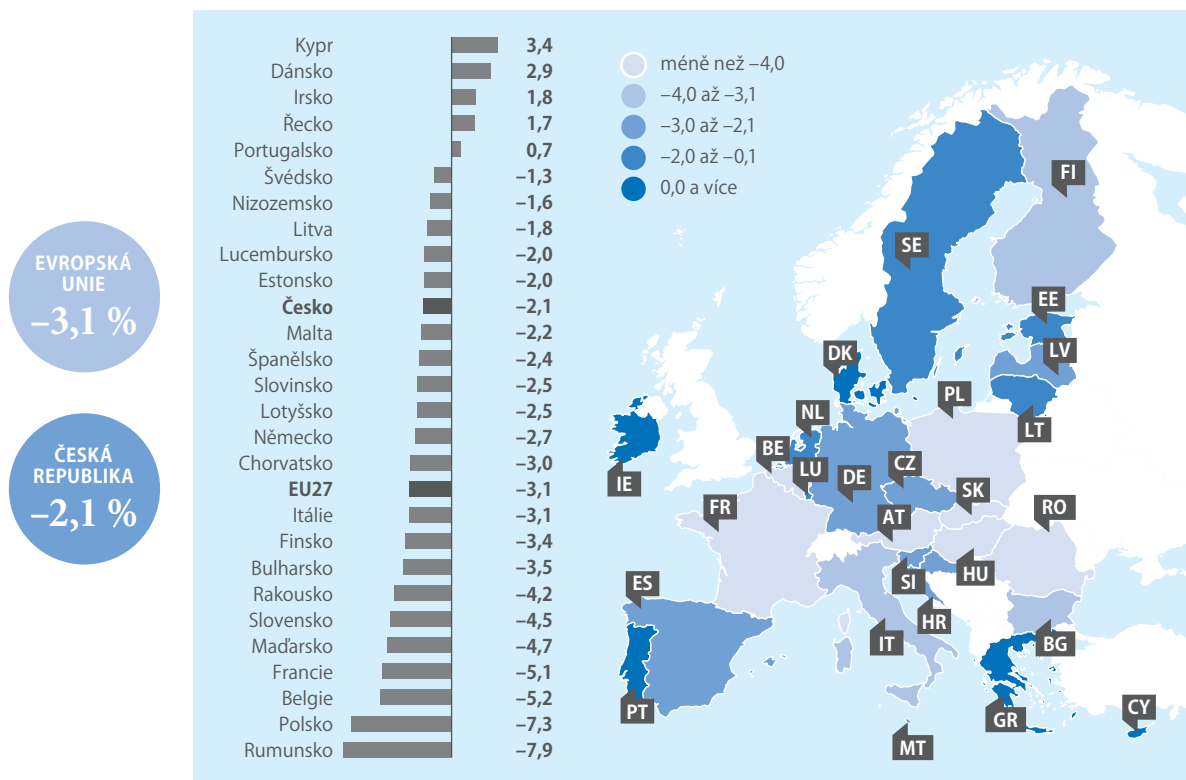 EVROPSKÁ
UNIE
–3,1 %
ČESKÁ
REPUBLIKA
–2,1 %
Kypr 3,4
Dánsko 2,9
Irsko 1,8
Řecko 1,7
Portugalsko 0,7
Švédsko –1,3
Nizozemsko –1,6
Litva –1,8
Lucembursko –2,0
Estonsko –2,0
Česko –2,1
Malta –2,2
Španělsko –2,4
Slovinsko –2,5
Lotyšsko –2,5
Německo –2,7
Chorvatsko –3,0
EU27 –3,1
Itálie –3,1
Finsko –3,4
Bulharsko –3,5
Rakousko –4,2
Slovensko –4,5
Maďarsko –4,7
Francie –5,1
Belgie –5,2
Polsko –7,3
Rumunsko –7,9
méně než –4,0
–4,0 až –3,1
–3,0 až –2,1
–2,0 až –0,1
0,0 a více
FI
SE
EE
LV
DK
PL
LT
NL
BE
LU
CZ
IE
DE
SK
FR
AT
RO
SI
HU
ES
HR
IT
BG
PT
GR
CY
MT